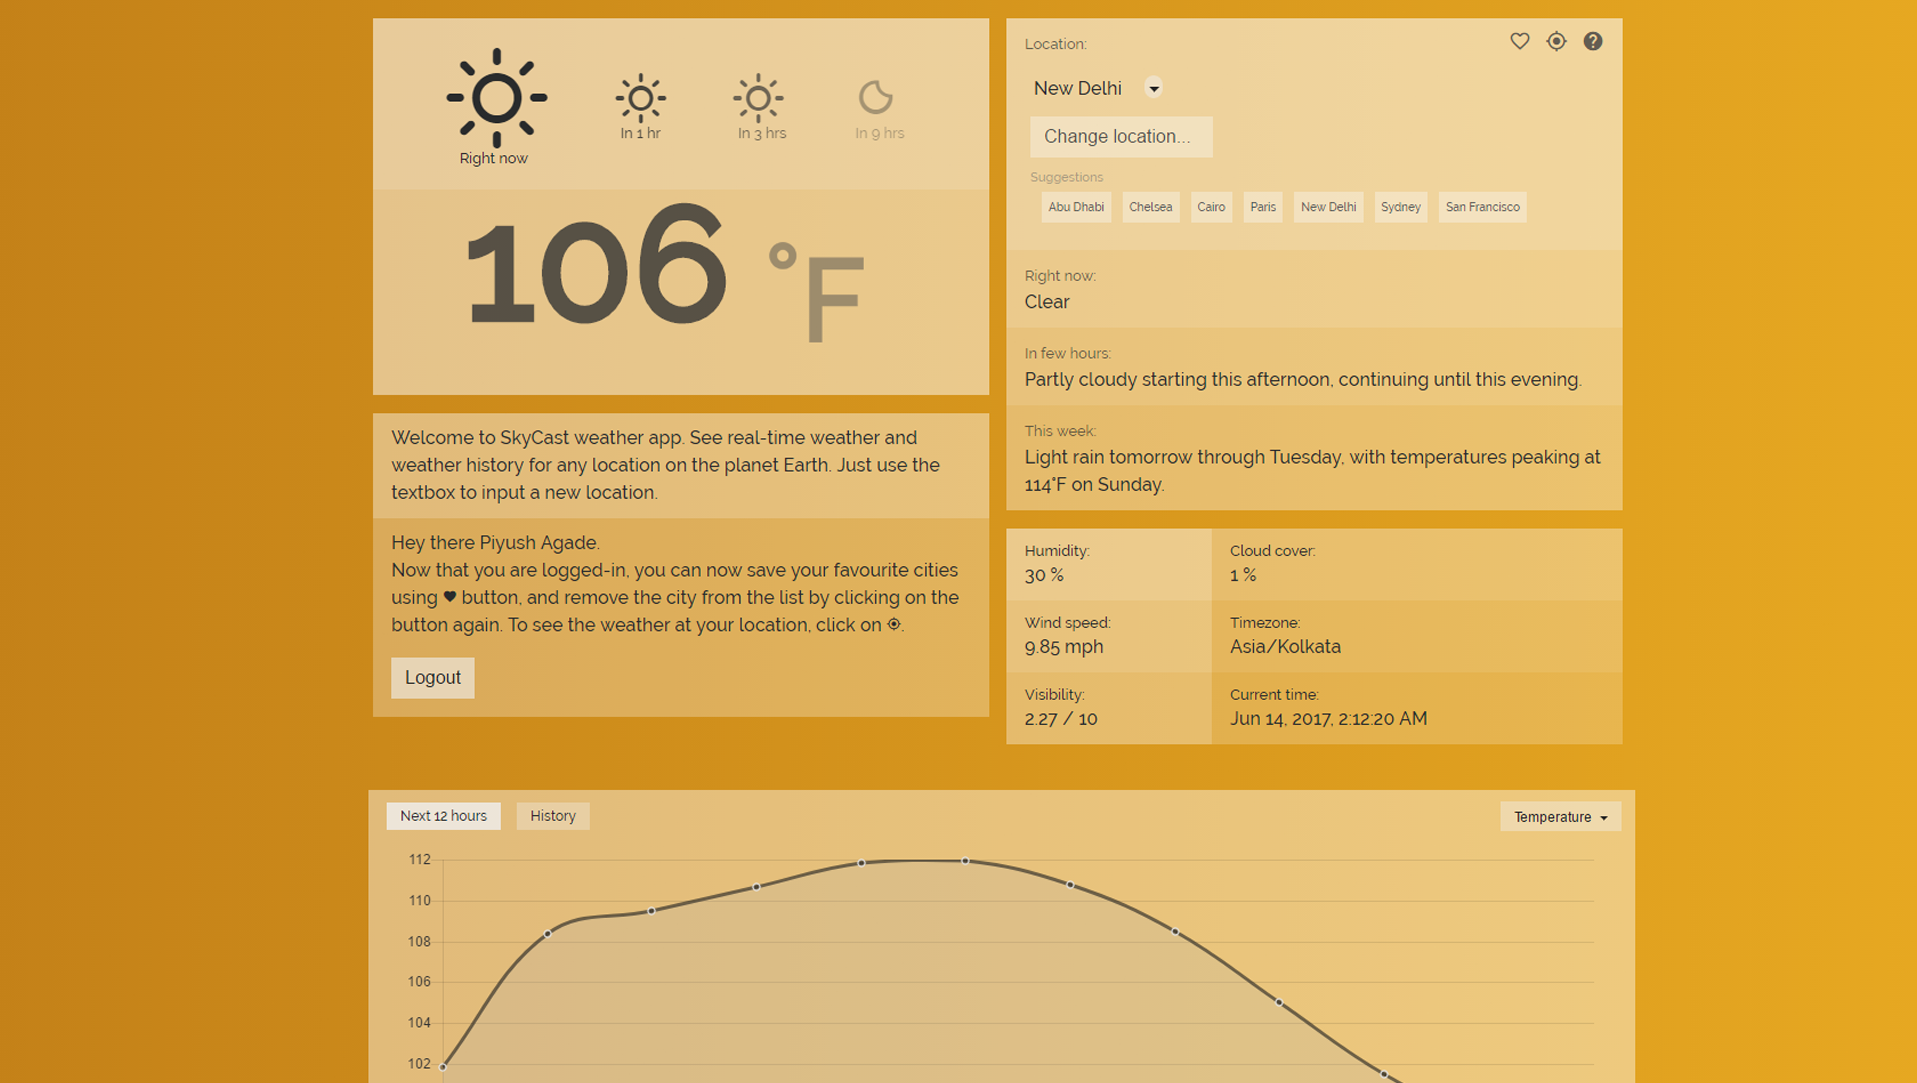 Right now
In 1 hr
In 3 hrs
In 9 hrs
106 °F
Welcome to SkyCast weather app. See real-time weather and
weather history for any location on the planet Earth. Just use the
textbox to input a new location.
Hey there Piyush Agade.
Now that you are logged-in, you can now save your favourite cities
using ♥ button, and remove the city from the list by clicking on the
button again. To see the weather at your location, click on .
Logout
Location:
New Delhi
Change location...
Suggestions
Abu Dhabi Chelsea Cairo Paris New Delhi Sydney San Francisco
Right now:
Clear
In few hours:
Partly cloudy starting this afternoon, continuing until this evening.
This week:
Light rain tomorrow through Tuesday, with temperatures peaking at
114°F on Sunday.
Humidity:
30 %
Cloud cover:
1 %
Wind speed:
9.85 mph
Timezone:
Asia/Kolkata
Visibility:
2.27 / 10
Current time:
Jun 14, 2017, 2:12:20 AM
Next 12 hours
History
Temperature
112
110
108
106
104
102